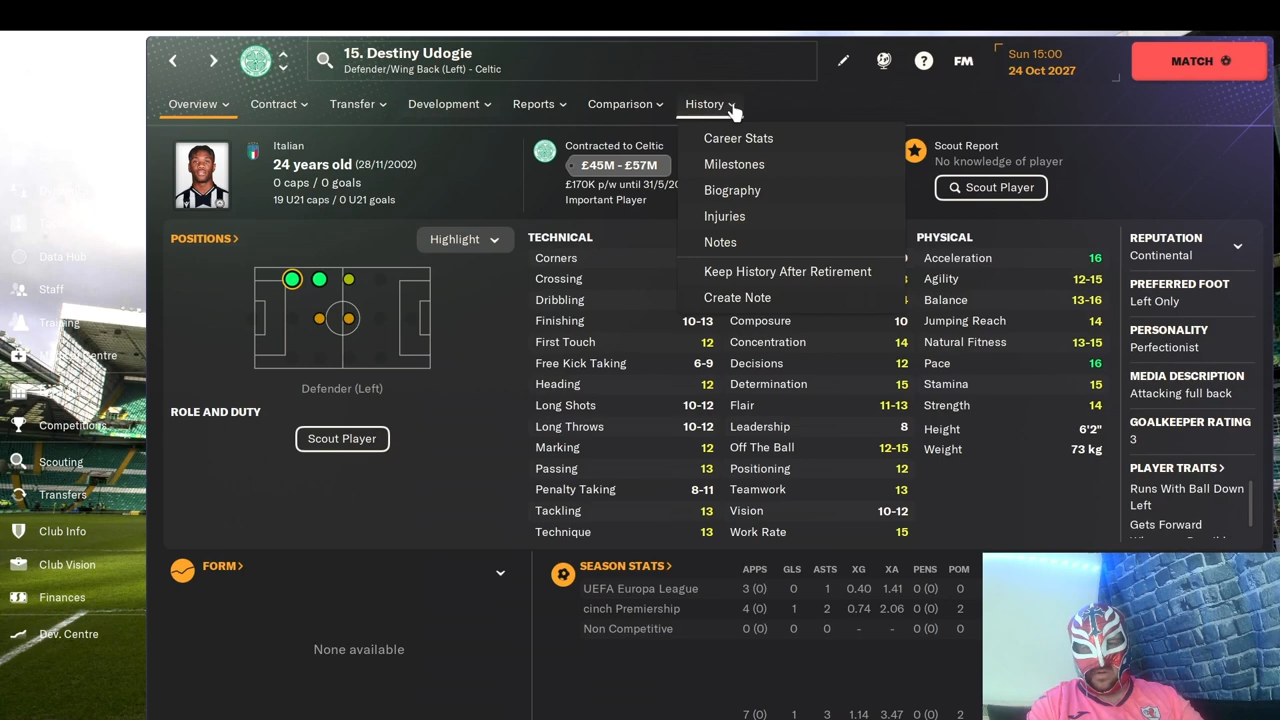 15. Destiny Udogie
Defender/Wing Back (Left) - Celtic
?
FM
Sun 15:00
24 Oct 2027
MATCH
Overview
Contract
Transfer
Development
Reports
Comparison
History
Career Stats
Milestones
Biography
Injuries
Notes
Keep History After Retirement
Create Note
Italian
24 years old (28/11/2002)
0 caps / 0 goals
19 U21 caps / 0 U21 goals
Contracted to Celtic
£45M - £57M
£170K p/w until 31/5/20
Important Player
Scout Report
No knowledge of player
Scout Player
Data Hub
Staff
Training
Competitions
Scouting
Transfers
Club Info
Club Vision
Finances
Dev. Centre
POSITIONS >
Highlight
Defender (Left)
ROLE AND DUTY
Scout Player
TECHNICAL
Corners
Crossing
Dribbling
Finishing 10-13
First Touch 12
Free Kick Taking 6-9
Heading 12
Long Shots 10-12
Long Throws 10-12
Marking 12
Passing 13
Penalty Taking 8-11
Tackling 13
Technique 13
Composure 10
Concentration 14
Decisions 12
Determination 15
Flair 11-13
Leadership 8
Off The Ball 12-15
Positioning 12
Teamwork 13
Vision 10-12
Work Rate 15
PHYSICAL
Acceleration 16
Agility 12-15
Balance 13-16
Jumping Reach 14
Natural Fitness 13-15
Pace 16
Stamina 15
Strength 14
Height 6'2"
Weight 73 kg
REPUTATION
Continental
PREFERRED FOOT
Left Only
PERSONALITY
Perfectionist
MEDIA DESCRIPTION
Attacking full back
GOALKEEPER RATING
3
PLAYER TRAITS >
Runs With Ball Down
Left
Gets Forward
FORM >
None available
SEASON STATS > APPS GLS ASTS XG XA PENS POM
UEFA Europa League 3 (0) 0 1 0.40 1.41 0 (0) 0
cinch Premiership 4 (0) 1 2 0.74 2.06 0 (0) 2
Non Competitive 0 (0) 0 0 - - 0 (0) 0
7 (0) 1 3 1.14 3.47 0 (0) 2